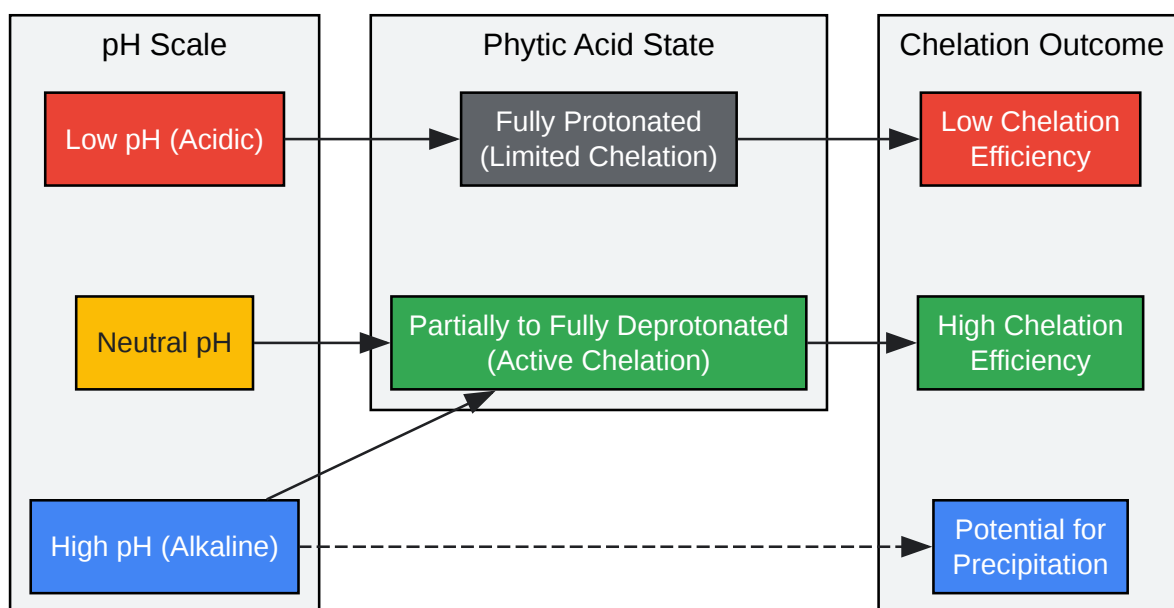 pH Scale
Phytic Acid State
Chelation Outcome
Low pH (Acidic)
Fully Protonated
(Limited Chelation)
Low Chelation
Efficiency
Neutral pH
Partially to Fully Deprotonated
(Active Chelation)
High Chelation
Efficiency
High pH (Alkaline)
Potential for
Precipitation